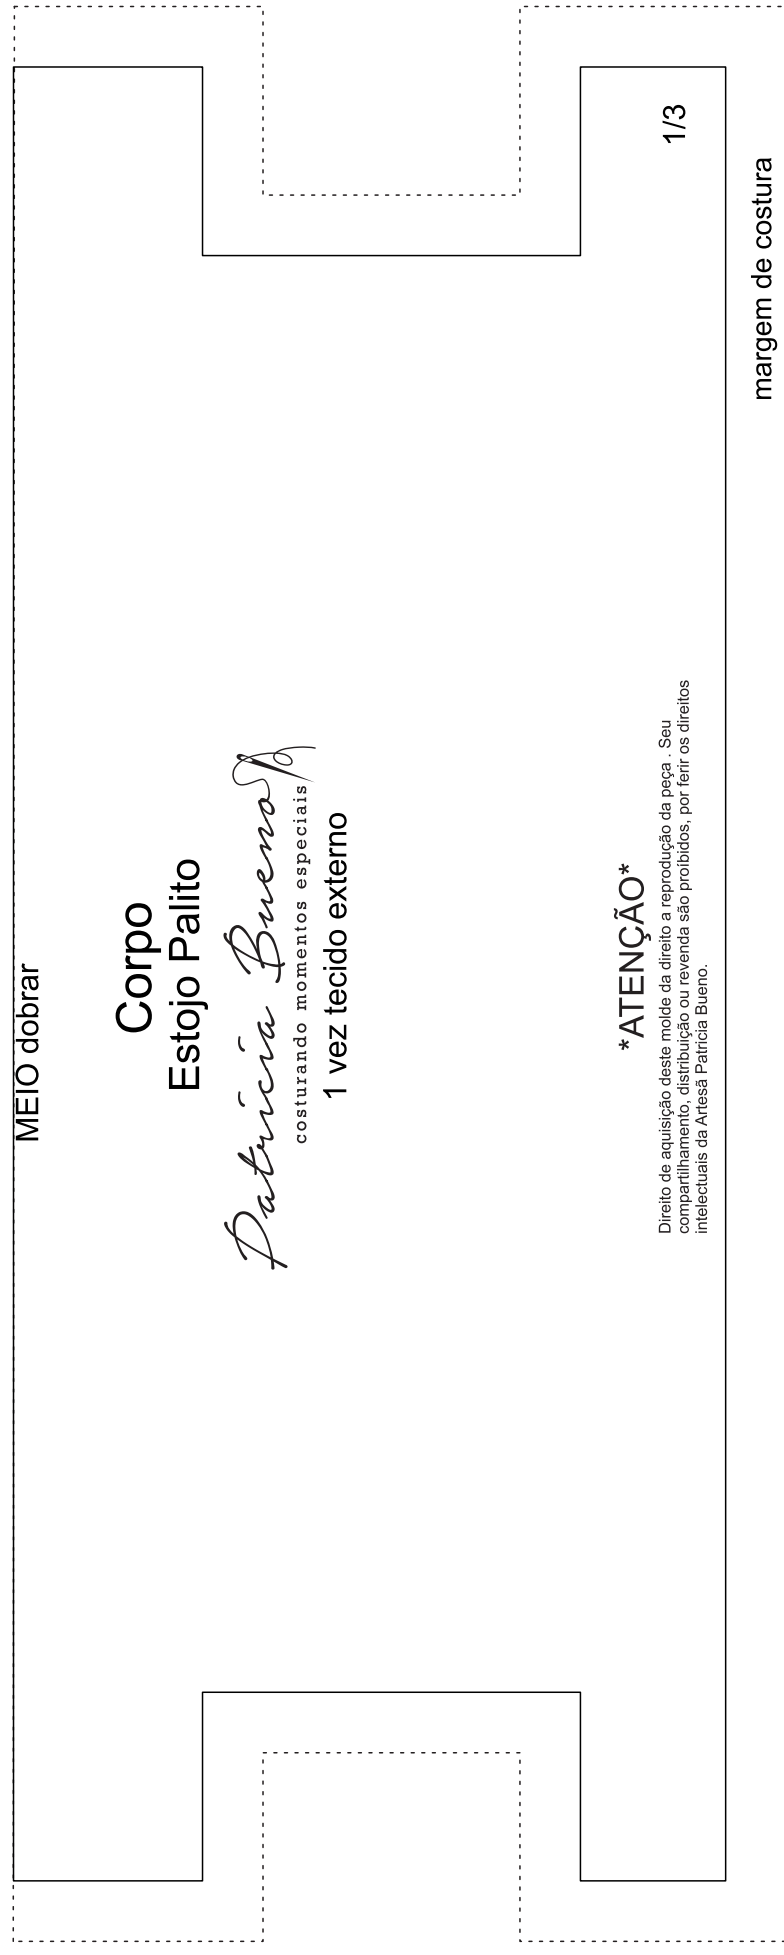 MEIO dobrar
Corpo
Estojo Palito
Patricia Bueno
costurando momentos especiais
1 vez tecido externo
*ATENÇÃO*
Direito de aquisição deste molde da direito a reprodução da peça . Seu
compartilhamento, distribuição ou revenda são proibidos, por ferir os direitos
intelectuais da Artesã Patricia Bueno.
1/3
margem de costura